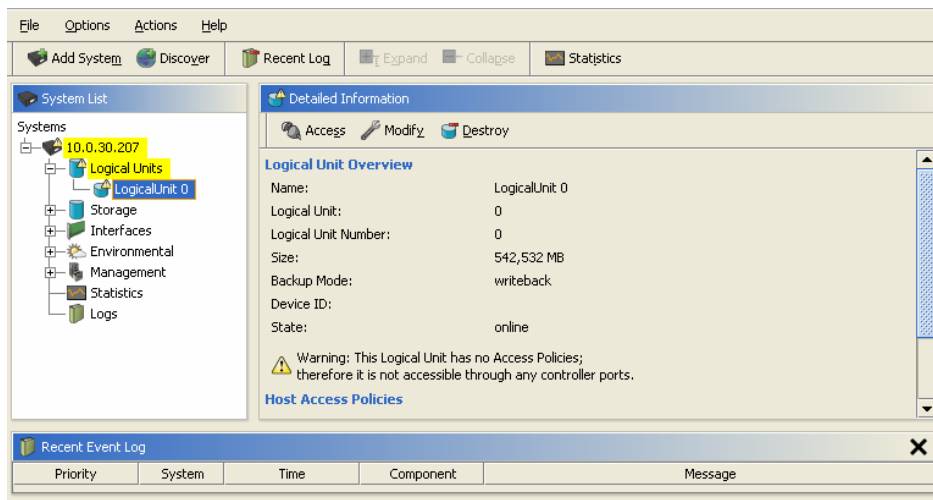 File Options Actions Help
Add System Discover Recent Log Expand Collapse Statistics
System List
Systems
10.0.30.207
Logical Units
LogicalUnit 0
Storage
Interfaces
Environmental
Management
Statistics
Logs
Detailed Information
Access Modify Destroy
Logical Unit Overview
Name: LogicalUnit 0
Logical Unit: 0
Logical Unit Number: 0
Size: 542,532 MB
Backup Mode: writeback
Device ID:
State: online
Warning: This Logical Unit has no Access Policies;
therefore it is not accessible through any controller ports.
Host Access Policies
Recent Event Log
Priority System Time Component Message